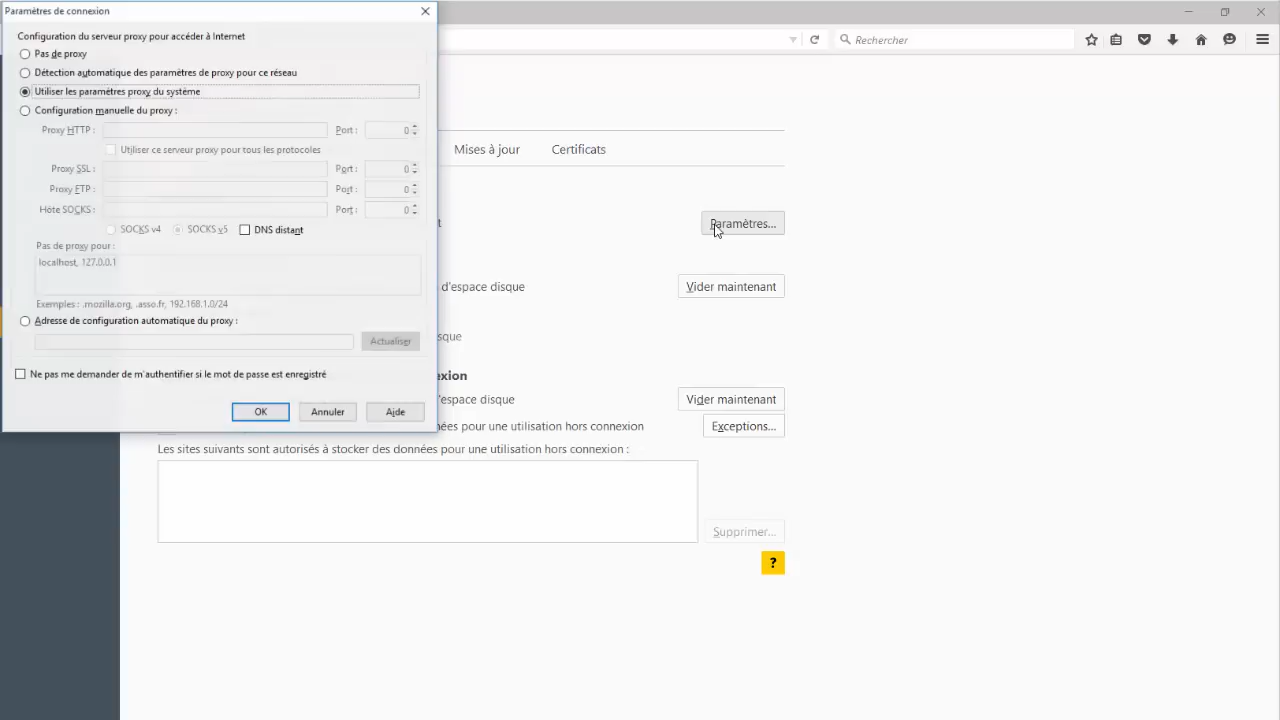 Paramètres de connexion
Configuration du serveur proxy pour accéder à Internet
Pas de proxy
Détection automatique des paramètres de proxy pour ce réseau
Utiliser les paramètres proxy du système
Configuration manuelle du proxy :
Proxy HTTP :
Port :
0
Utiliser ce serveur proxy pour tous les protocoles
Proxy SSL :
Port :
0
Proxy FTP :
Port :
0
Hôte SOCKS :
Port :
0
SOCKS v4
SOCKS v5
DNS distant
Pas de proxy pour :
localhost, 127.0.0.1
Exemples : .mozilla.org, .asso.fr, 192.168.1.0/24
Adresse de configuration automatique du proxy :
Actualiser
Ne pas me demander de m'authentifier si le mot de passe est enregistré
OK
Annuler
Aide
Rechercher
Mises à jour
Certificats
t
Paramètres...
d'espace disque
Vider maintenant
sque
exion
'espace disque
Vider maintenant
ées pour une utilisation hors connexion
Exceptions...
Les sites suivants sont autorisés à stocker des données pour une utilisation hors connexion :
Supprimer...
?